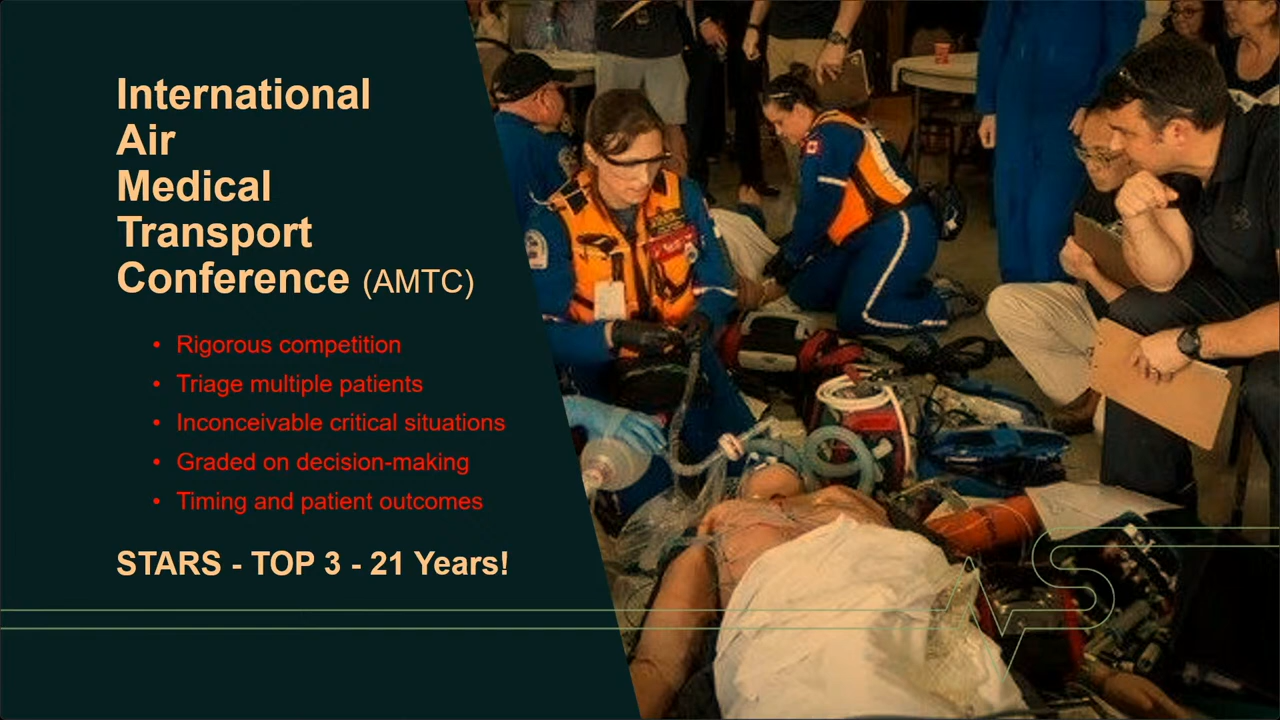 International
Air
Medical
Transport
Conference (AMTC)
• Rigorous competition
• Triage multiple patients
• Inconceivable critical situations
• Graded on decision-making
• Timing and patient outcomes
STARS - TOP 3 - 21 Years!